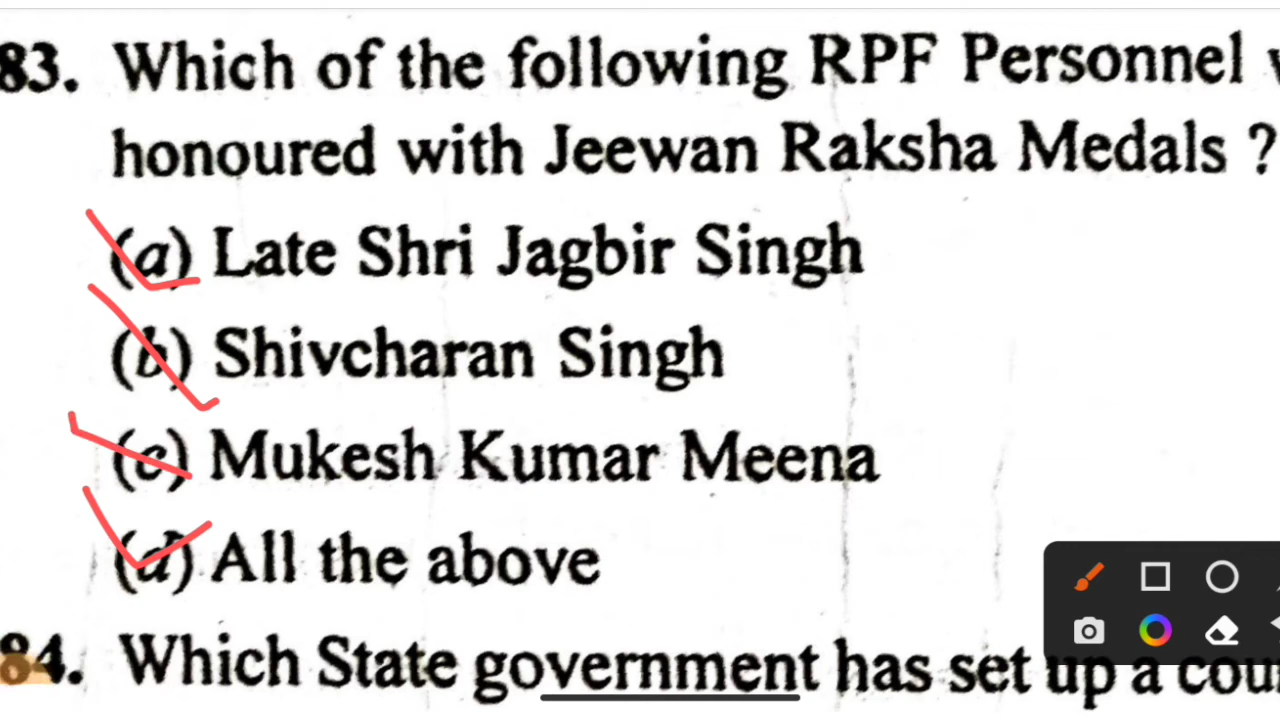 83. Which of the following RPF Personnel
honoured with Jeewan Raksha Medals ?
(a) Late Shri Jagbir Singh
(b) Shivcharan Singh
(c) Mukesh Kumar Meena
(d) All the above
84. Which State government has set up a